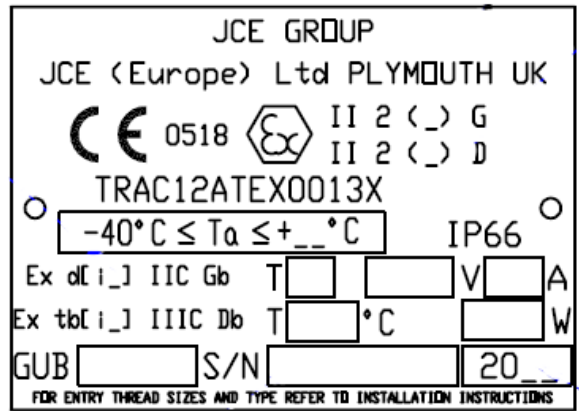 JCE GROUP
JCE (Europe) Ltd PLYMOUTH UK
CE 0518 Ex II 2 (_) G
II 2 (_) D
TRAC12ATEX0013X
-40°C ≤ Ta ≤ +__°C IP66
Ex d[i_] IIC Gb T V A
Ex tb[i_] IIIC Db T °C W
GUB S/N 20__
FOR ENTRY THREAD SIZES AND TYPE REFER TO INSTALLATION INSTRUCTIONS